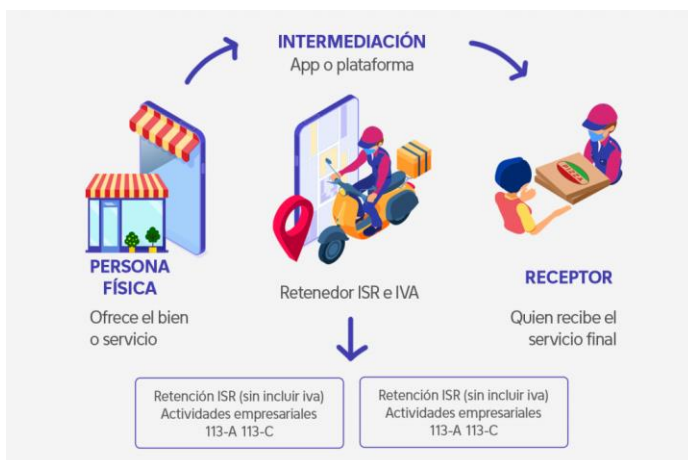 INTERMEDIACIÓN
App o plataforma
PERSONA
FÍSICA
Ofrece el bien
o servicio
Retenedor ISR e IVA
PIZZA
RECEPTOR
Quien recibe el
servicio final
Retención ISR (sin incluir iva)
Actividades empresariales
113-A 113-C
Retención ISR (sin incluir iva)
Actividades empresariales
113-A 113-C